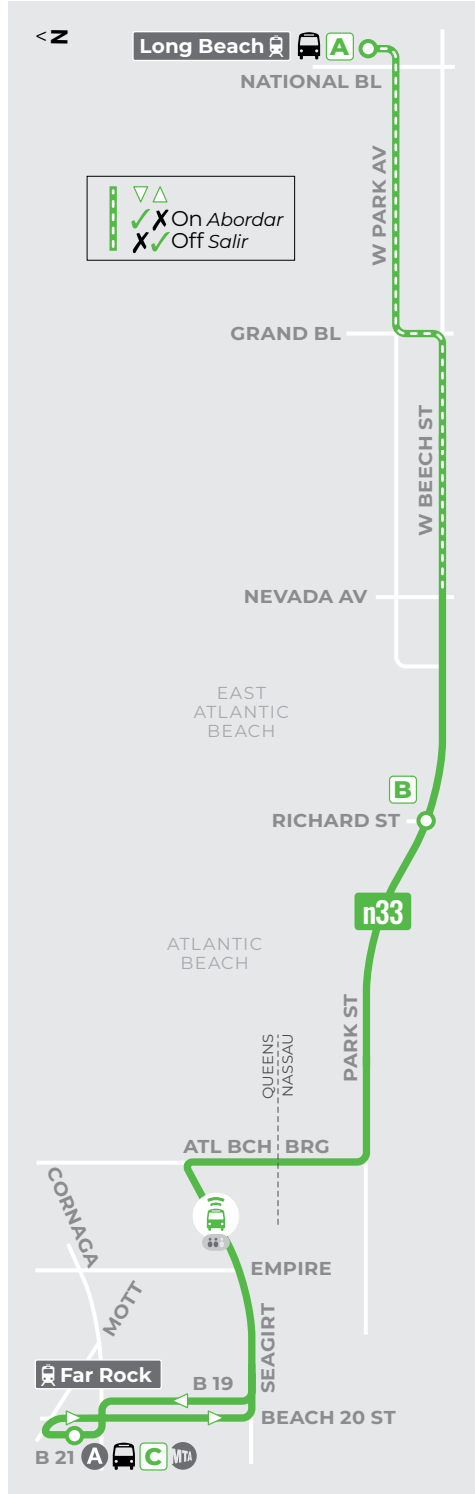 < N
Long Beach A
NATIONAL BL
W PARK AV
✓✗On Abordar
✗✓Off Salir
GRAND BL
W BEECH ST
NEVADA AV
EAST
ATLANTIC
BEACH
B
RICHARD ST
n33
ATLANTIC
BEACH
PARK ST
QUEENS
NASSAU
ATL BCH BRG
CORNAGA
EMPIRE
MOTT
SEAGIRT
Far Rock
B 19
BEACH 20 ST
B 21 A C MTA